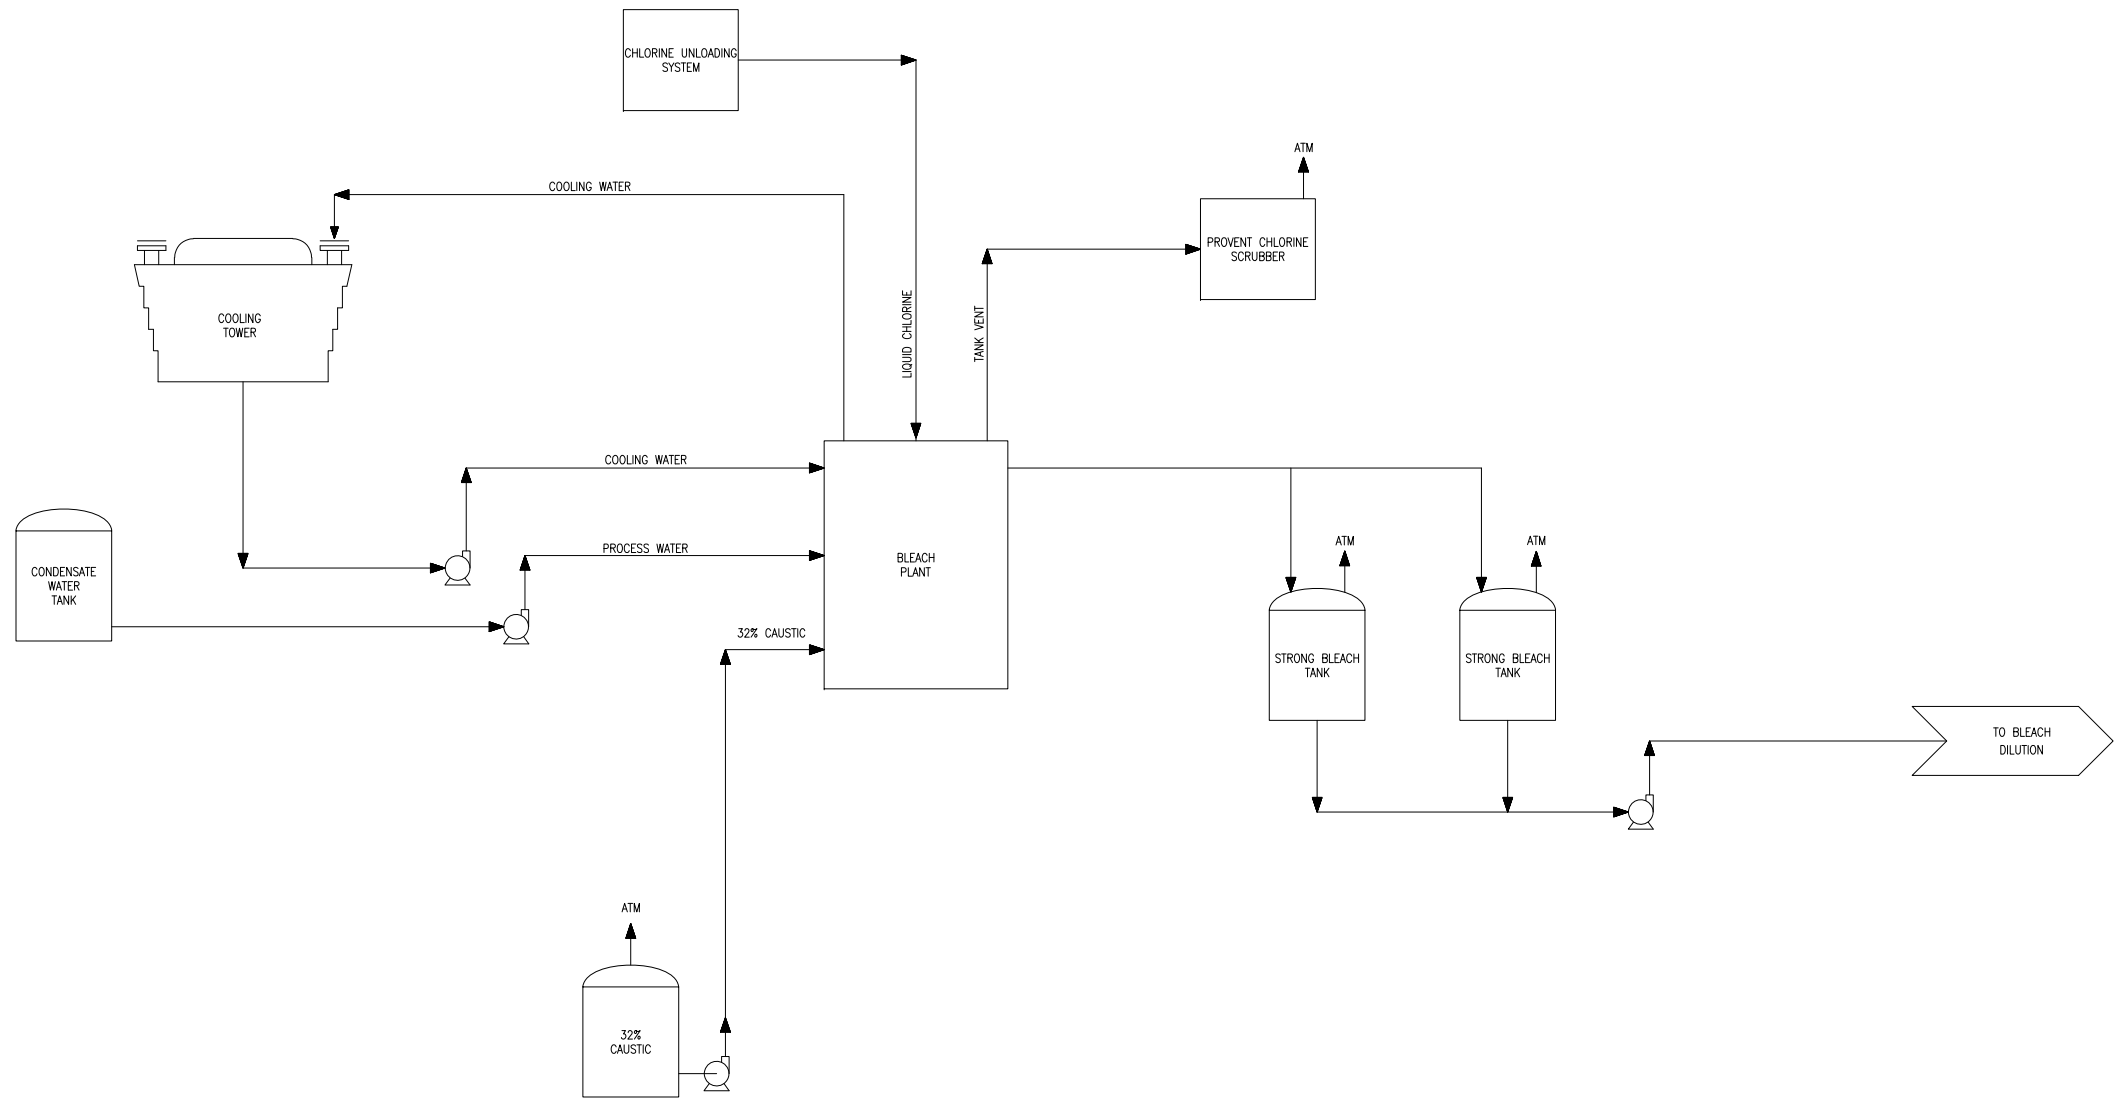 CHLORINE UNLOADING
SYSTEM
ATM
COOLING WATER
PROVENT CHLORINE
SCRUBBER
COOLING
TOWER
LIQUID CHLORINE
TANK VENT
COOLING WATER
CONDENSATE
WATER
TANK
PROCESS WATER
BLEACH
PLANT
ATM
ATM
32% CAUSTIC
STRONG BLEACH
TANK
STRONG BLEACH
TANK
TO BLEACH
DILUTION
ATM
32%
CAUSTIC